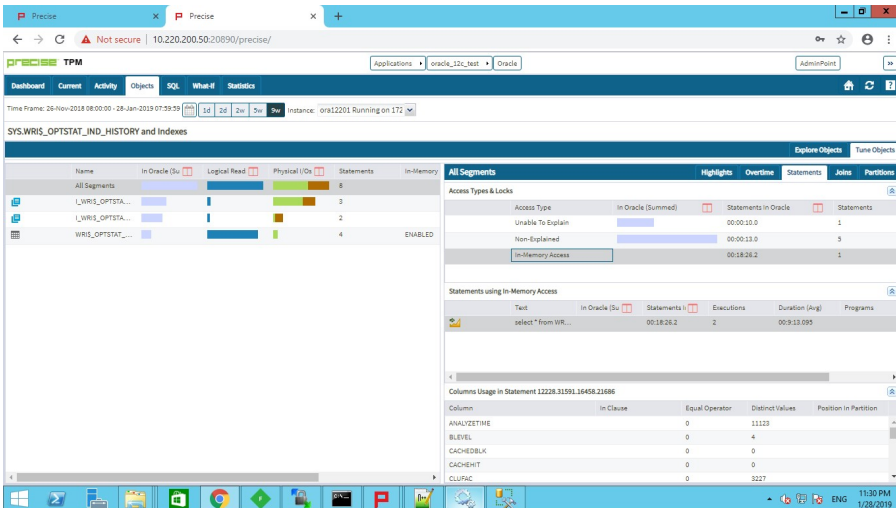 Precise
Precise
Not secure | 10.220.200.50:20890/precise/
precise TPM
Applications
oracle_12c_test
Oracle
AdminPoint
Dashboard Current Activity Objects SQL What-If Statistics
Time Frame: 26-Nov-2018 08:00:00 - 28-Jan-2019 07:59:59 1d 2d 2w 5w 9w Instance: ora12201 Running on 172
SYS.WRI$_OPTSTAT_IND_HISTORY and Indexes
Explore Objects Tune Objects
Name In Oracle (Su Logical Read Physical I/Os Statements In-Memory
All Segments 8
I_WRI$_OPTSTA... 3
I_WRI$_OPTSTA... 2
WRI$_OPTSTAT_... 4 ENABLED
All Segments Highlights Overtime Statements Joins Partitions
Access Types & Locks
Access Type In Oracle (Summed) Statements In Oracle Statements
Unable To Explain 00:00:10.0 1
Non-Explained 00:00:13.0 5
In-Memory Access 00:18:26.2 1
Statements using In-Memory Access
Text In Oracle (Su Statements I Executions Duration (Avg) Programs
select * from WR... 00:18:26.2 2 00:9:13.095
Columns Usage in Statement 12228.31591.16458.21686
Column In Clause Equal Operator Distinct Values Position In Partition
ANALYZETIME 0 11123
BLEVEL 0 4
CACHEDBLK 0 0
CACHEHIT 0 0
CLUFAC 0 3227
ENG
11:30 PM
1/28/2019